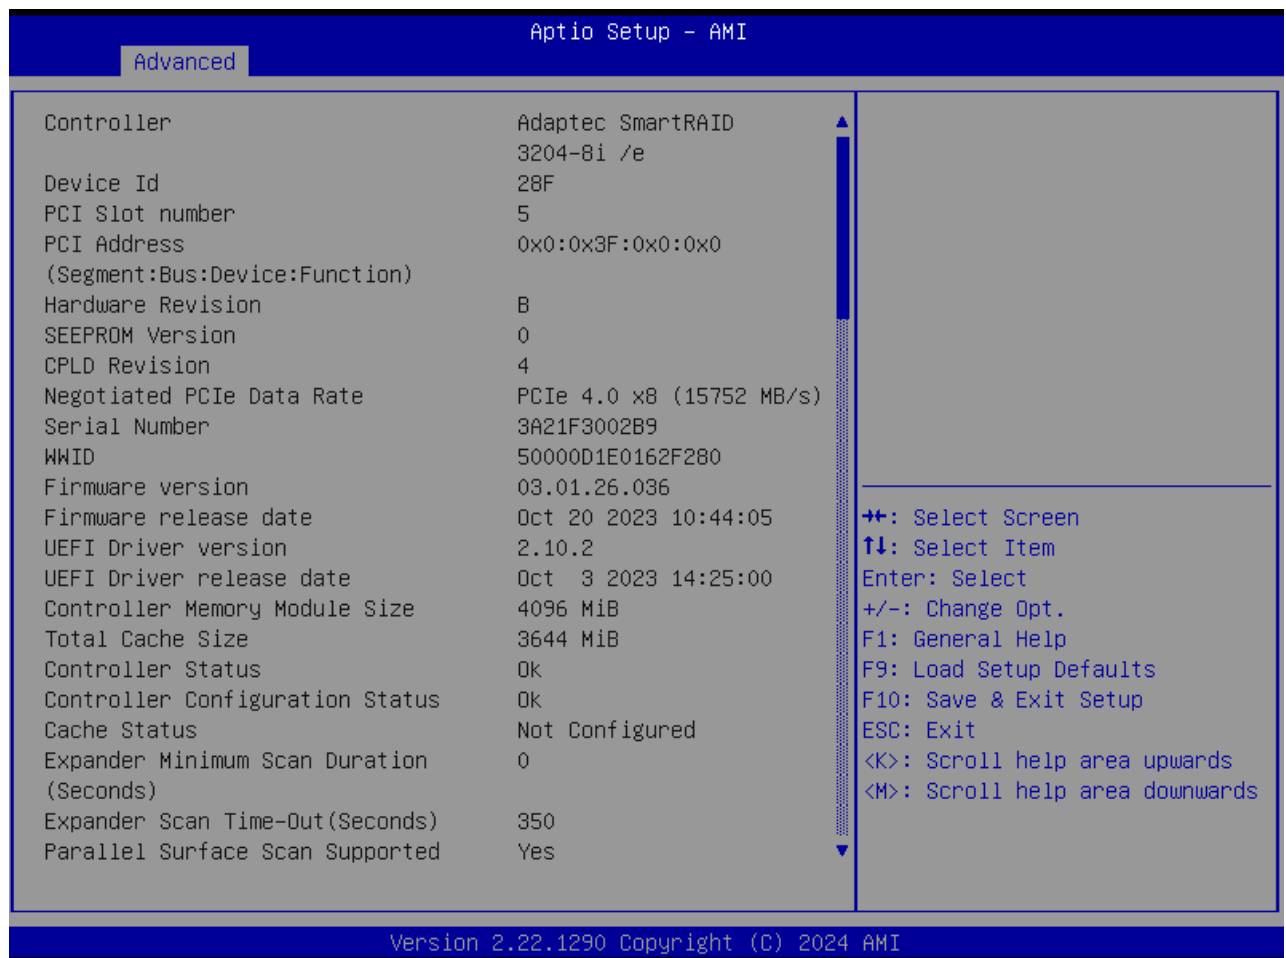 Aptio Setup - AMI
Advanced
Controller Adaptec SmartRAID
3204-8i /e
Device Id 28F
PCI Slot number 5
PCI Address 0x0:0x3F:0x0:0x0
(Segment:Bus:Device:Function)
Hardware Revision B
SEEPROM Version 0
CPLD Revision 4
Negotiated PCIe Data Rate PCIe 4.0 x8 (15752 MB/s)
Serial Number 3A21F3002B9
WWID 50000D1E0162F280
Firmware version 03.01.26.036
Firmware release date Oct 20 2023 10:44:05
UEFI Driver version 2.10.2
UEFI Driver release date Oct  3 2023 14:25:00
Controller Memory Module Size 4096 MiB
Total Cache Size 3644 MiB
Controller Status Ok
Controller Configuration Status Ok
Cache Status Not Configured
Expander Minimum Scan Duration 0
(Seconds)
Expander Scan Time-Out(Seconds) 350
Parallel Surface Scan Supported Yes
→←: Select Screen
↑↓: Select Item
Enter: Select
+/-: Change Opt.
F1: General Help
F9: Load Setup Defaults
F10: Save & Exit Setup
ESC: Exit
<K>: Scroll help area upwards
<M>: Scroll help area downwards
Version 2.22.1290 Copyright (C) 2024 AMI